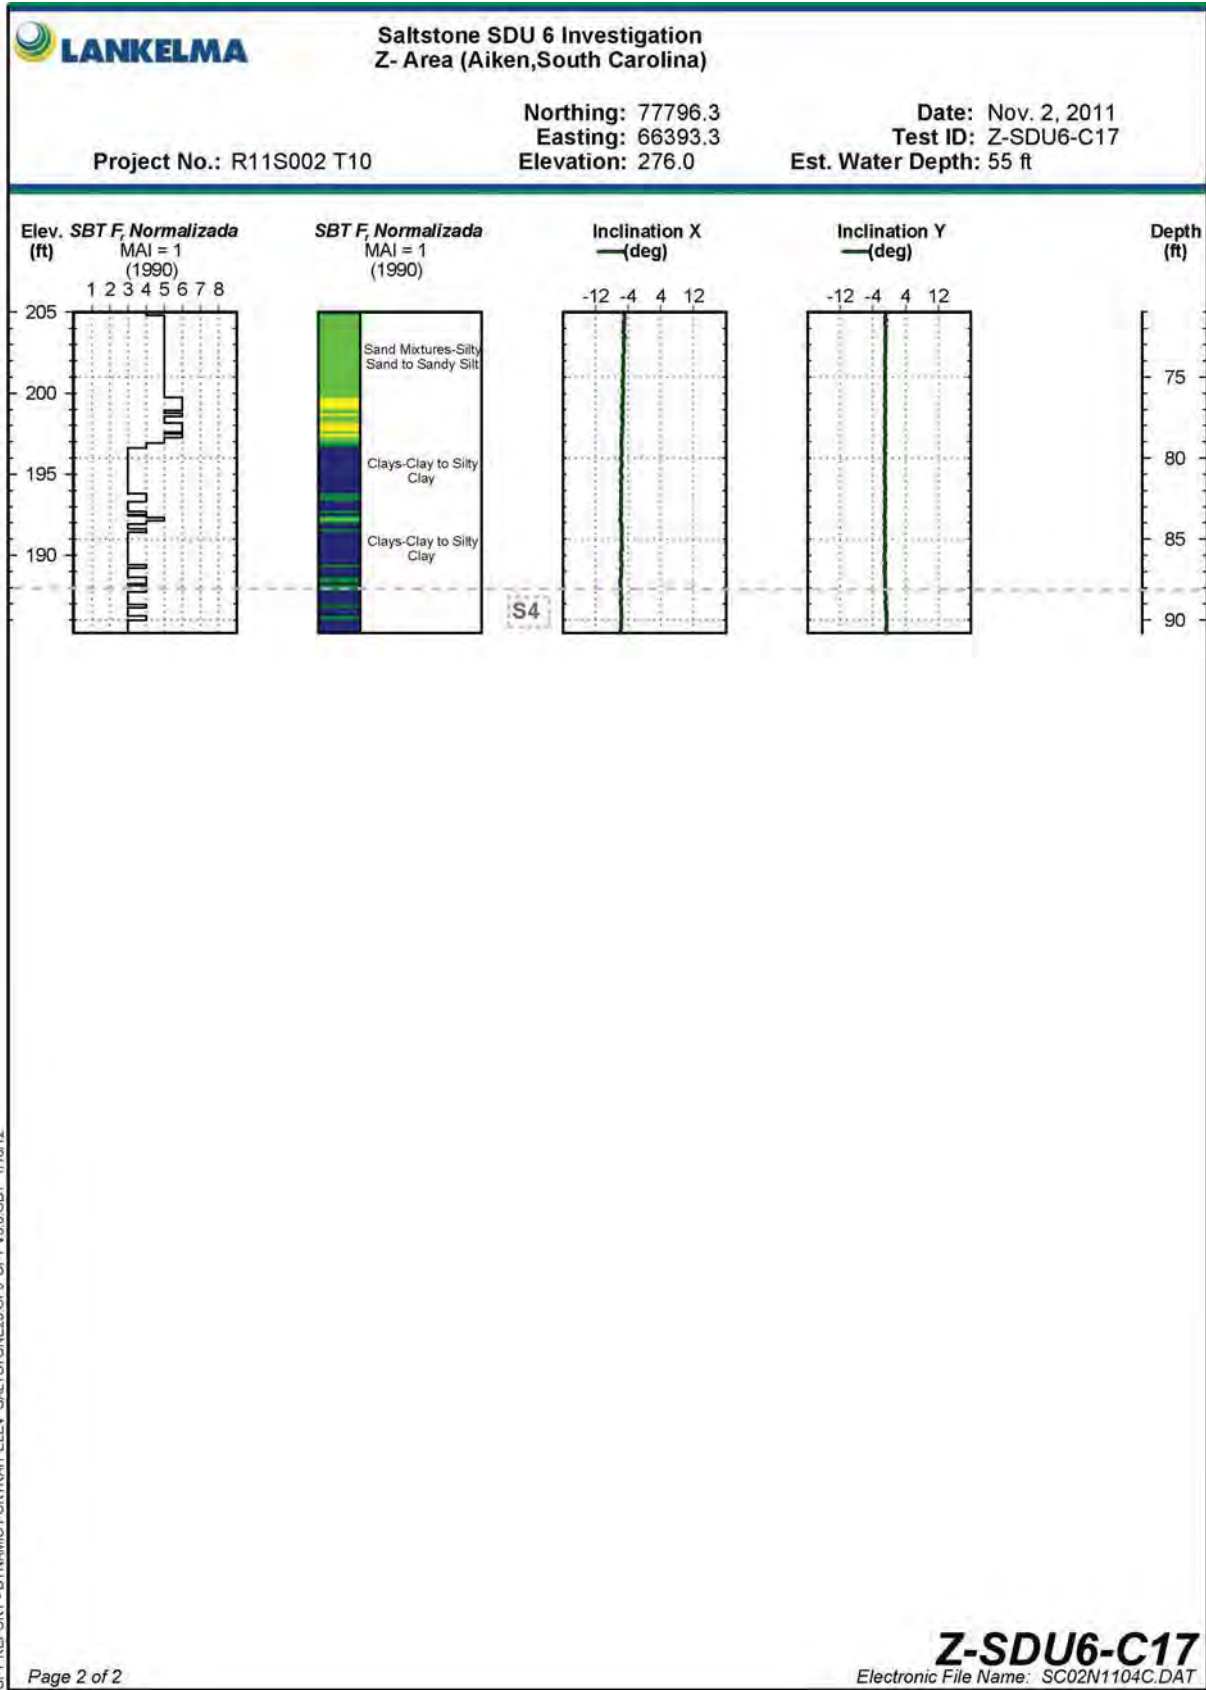 LANKELMA
Saltstone SDU 6 Investigation
Z- Area (Aiken,South Carolina)
Northing: 77796.3
Date: Nov. 2, 2011
Easting: 66393.3
Test ID: Z-SDU6-C17
Project No.: R11S002 T10
Elevation: 276.0
Est. Water Depth: 55 ft
Elev.
(ft)
SBT F, Normalizada
MAI = 1
(1990)
1 2 3 4 5 6 7 8
SBT F, Normalizada
MAI = 1
(1990)
Inclination X
(deg)
-12 -4 4 12
Inclination Y
(deg)
-12 -4 4 12
Depth
(ft)
205
200
195
190
Sand Mixtures-Silty
Sand to Sandy Silt
Clays-Clay to Silty
Clay
Clays-Clay to Silty
Clay
S4
75
80
85
90
Z-SDU6-C17
Page 2 of 2
Electronic File Name: SC02N1104C.DAT